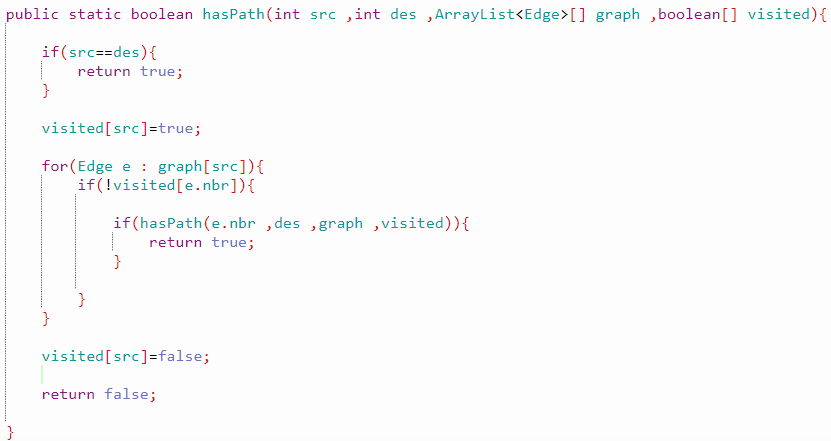 public static boolean hasPath(int src ,int des ,ArrayList<Edge>[] graph ,boolean[] visited){
if(src==des){
return true;
}
visited[src]=true;
for(Edge e : graph[src]){
if(!visited[e.nbr]){
if(hasPath(e.nbr ,des ,graph ,visited)){
return true;
}
}
}
visited[src]=false;
return false;
}